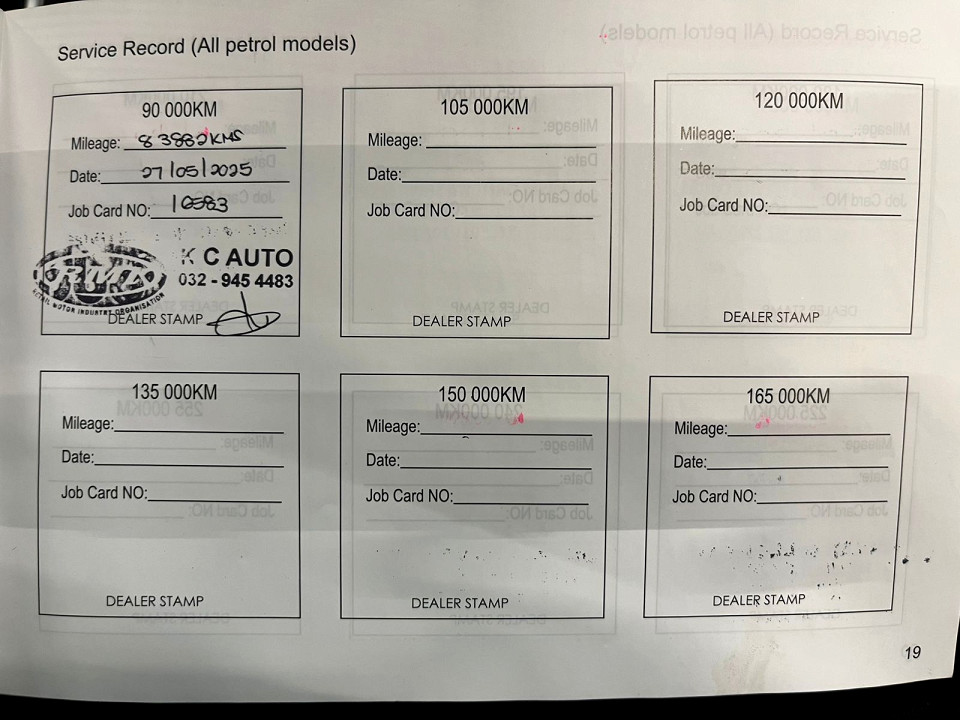 Service Record (All petrol models)
90 000KM
Mileage: 83882KMS
Date: 27/05/2025
Job Card NO: 10583
RMI
RETAIL MOTOR INDUSTRY ORGANISATION
K C AUTO
032 - 945 4483
DEALER STAMP
105 000KM
Mileage:
Date:
Job Card NO:
DEALER STAMP
120 000KM
Mileage:
Date:
Job Card NO:
DEALER STAMP
135 000KM
Mileage:
Date:
Job Card NO:
DEALER STAMP
150 000KM
Mileage:
Date:
Job Card NO:
DEALER STAMP
165 000KM
Mileage:
Date:
Job Card NO:
DEALER STAMP
19